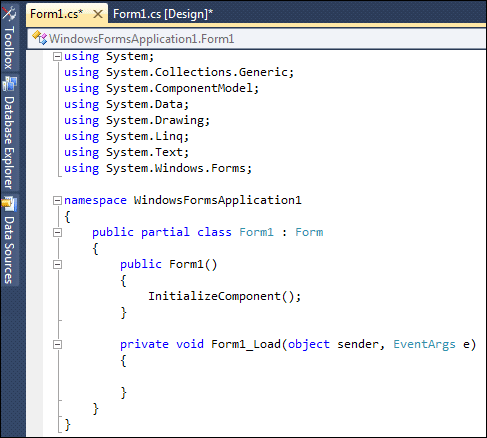 Form1.cs* Form1.cs [Design]*
WindowsFormsApplication1.Form1
Toolbox
Database Explorer
Data Sources
using System;
using System.Collections.Generic;
using System.ComponentModel;
using System.Data;
using System.Drawing;
using System.Linq;
using System.Text;
using System.Windows.Forms;
namespace WindowsFormsApplication1
{
    public partial class Form1 : Form
    {
        public Form1()
        {
            InitializeComponent();
        }
        private void Form1_Load(object sender, EventArgs e)
        {
        }
    }
}